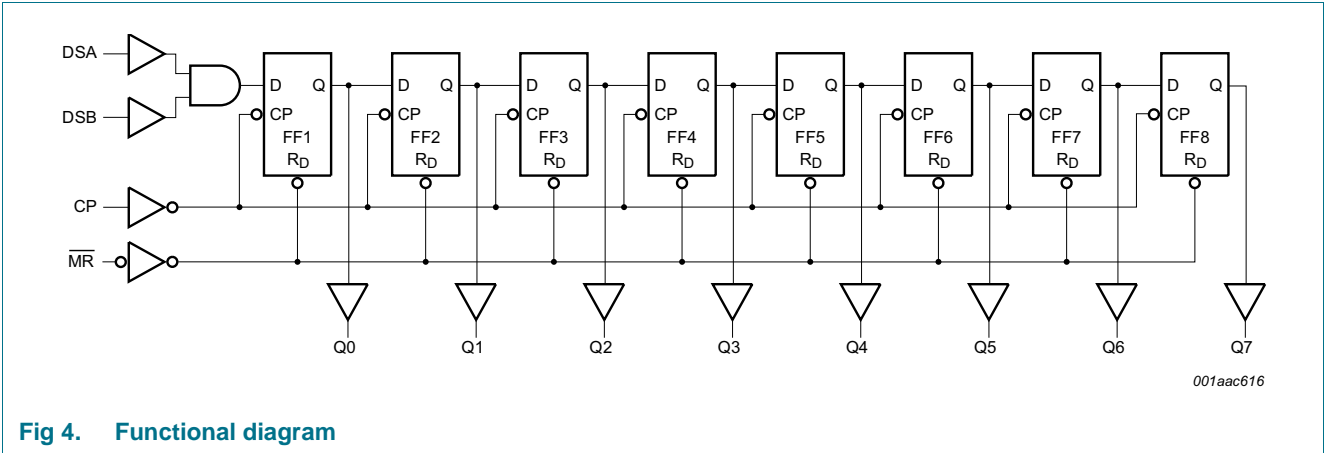 DSA
DSB
CP
M̅R̅
D Q D Q D Q D Q D Q D Q D Q D Q
CP CP CP CP CP CP CP CP
FF1 FF2 FF3 FF4 FF5 FF6 FF7 FF8
RD RD RD RD RD RD RD RD
Q0 Q1 Q2 Q3 Q4 Q5 Q6 Q7
001aac616
Fig 4. Functional diagram